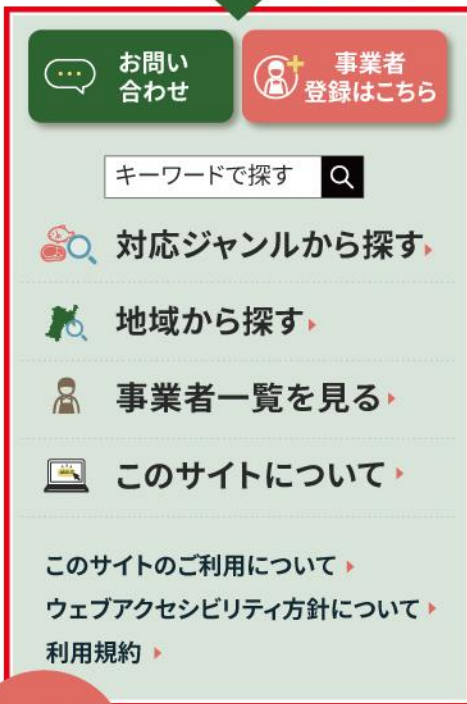 お問い
合わせ
事業者
登録はこちら
キーワードで探す
対応ジャンルから探す
地域から探す
事業者一覧を見る
このサイトについて
このサイトのご利用について
ウェブアクセシビリティ方針について
利用規約